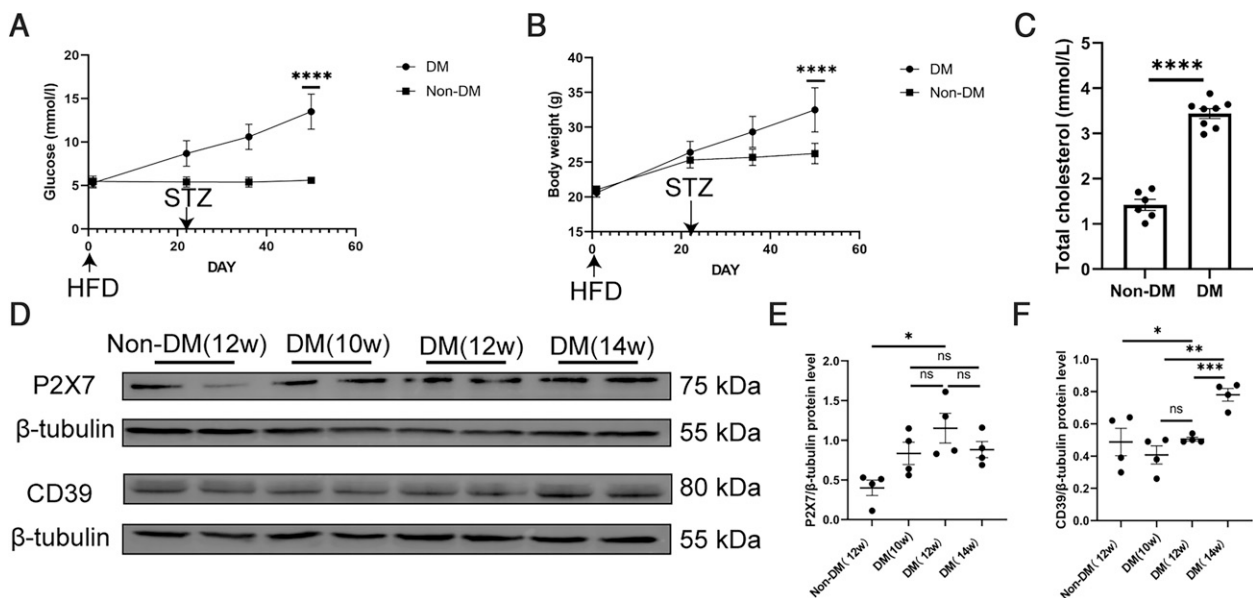 A
Glucose (mmol/l)
20
15
10
5
0
0
20
40
60
DAY
HFD
STZ
****
DM
Non-DM
B
Body weight (g)
40
35
30
25
20
15
0
20
40
60
DAY
HFD
STZ
****
DM
Non-DM
C
Total cholesterol (mmol/L)
5
4
3
2
1
0
****
Non-DM
DM
D
Non-DM(12w) DM(10w) DM(12w) DM(14w)
P2X7 75 kDa
β-tubulin 55 kDa
CD39 80 kDa
β-tubulin 55 kDa
E
P2X7/β-tubulin protein level
2.0
1.5
1.0
0.5
0.0
*
ns
ns
ns
Non-DM(12w)
DM(10w)
DM(12w)
DM(14w)
F
CD39/β-tubulin protein level
1.0
0.8
0.6
0.4
0.2
0.0
*
**
***
ns
Non-DM(12w)
DM(10w)
DM(12w)
DM(14w)